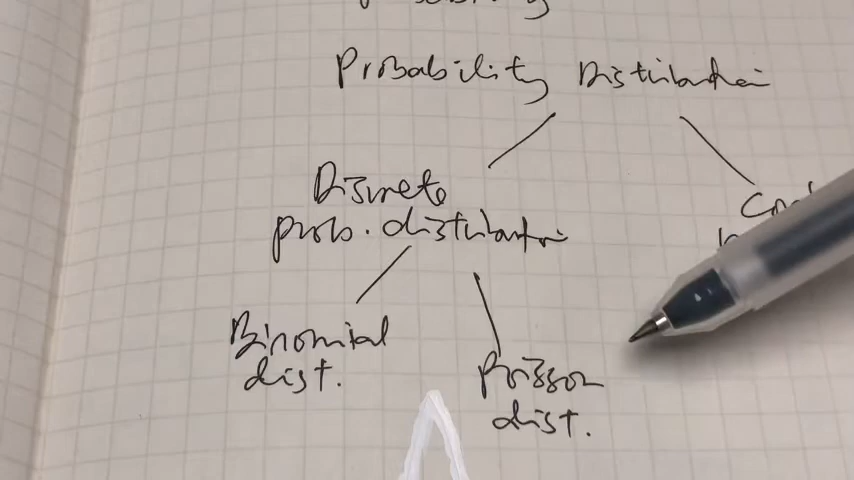 Probability Distribution
Discrete
prob. distribution
Binomial
dist.
Poisson
dist.